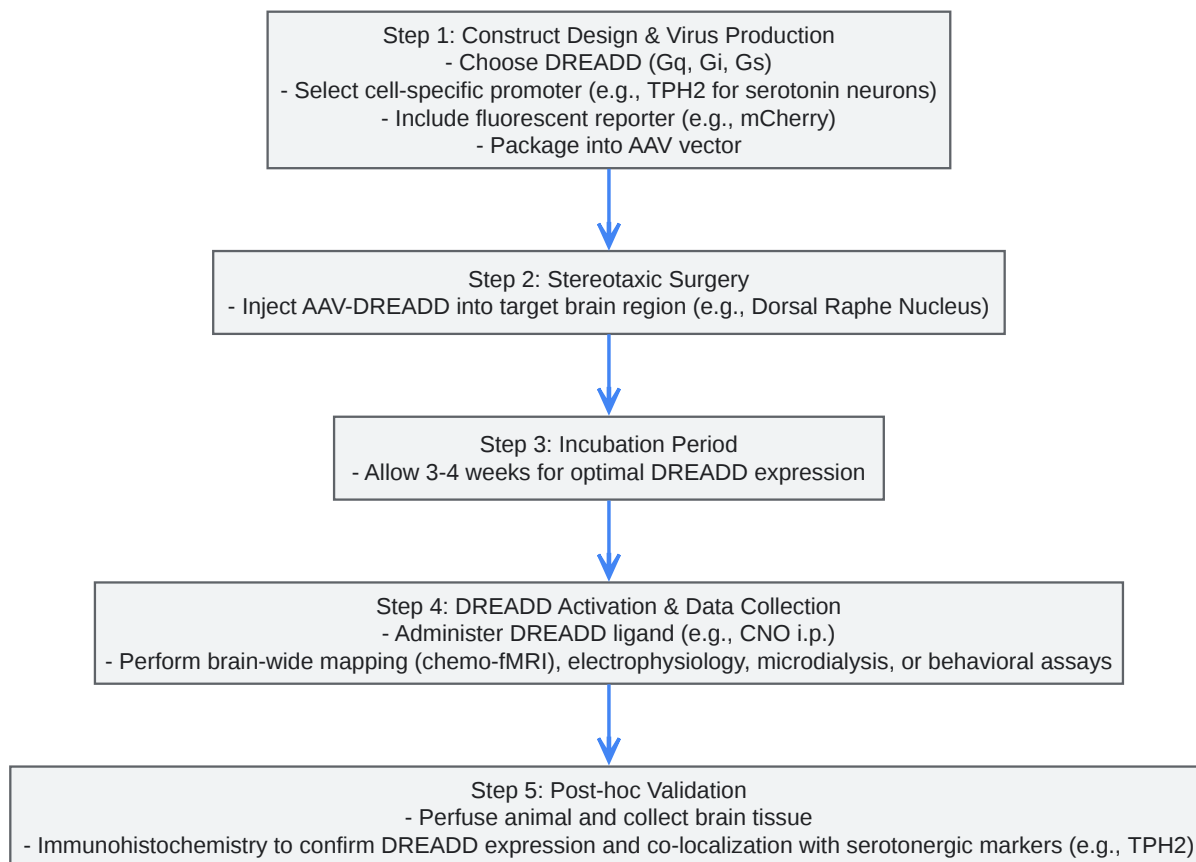 Step 1: Construct Design & Virus Production
- Choose DREADD (Gq, Gi, Gs)
- Select cell-specific promoter (e.g., TPH2 for serotonin neurons)
- Include fluorescent reporter (e.g., mCherry)
- Package into AAV vector
Step 2: Stereotaxic Surgery
- Inject AAV-DREADD into target brain region (e.g., Dorsal Raphe Nucleus)
Step 3: Incubation Period
- Allow 3-4 weeks for optimal DREADD expression
Step 4: DREADD Activation & Data Collection
- Administer DREADD ligand (e.g., CNO i.p.)
- Perform brain-wide mapping (chemo-fMRI), electrophysiology, microdialysis, or behavioral assays
Step 5: Post-hoc Validation
- Perfuse animal and collect brain tissue
- Immunohistochemistry to confirm DREADD expression and co-localization with serotonergic markers (e.g., TPH2)